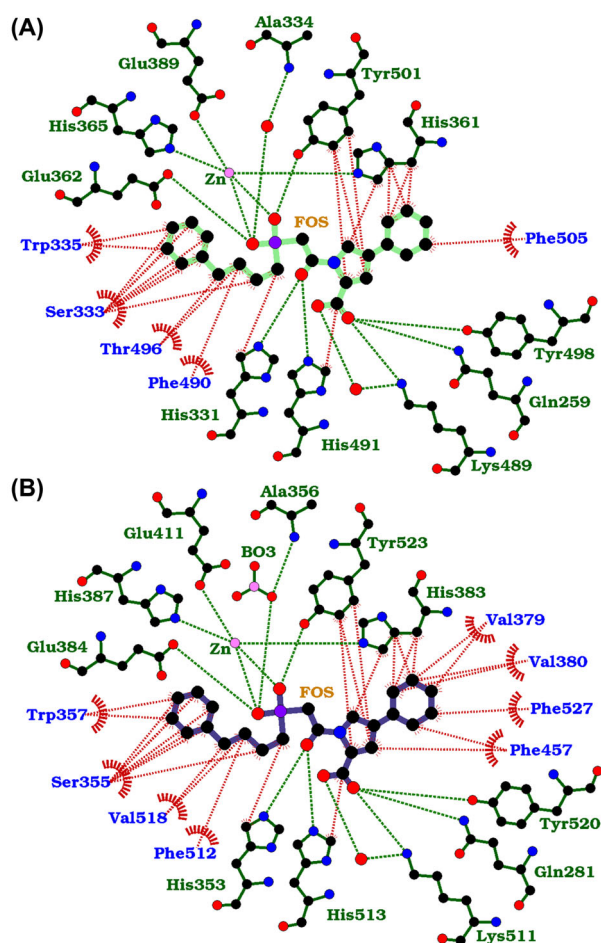 (A)
Ala334
Glu389
Tyr501
His365
His361
Glu362
Zn
FOS
Trp335
Phe505
Ser333
Thr496
Tyr498
Phe490
Gln259
His331
His491
Lys489
(B)
Ala356
Glu411
BO3
Tyr523
His387
His383
Val379
Glu384
Zn
Val380
FOS
Trp357
Phe527
Phe457
Ser355
Val518
Tyr520
Phe512
Gln281
His353
His513
Lys511